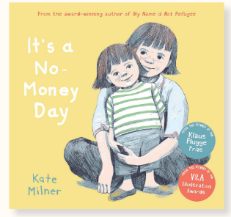 From the award-winning author of My Name is Not Refugee
It's a
No-
Money
Day
Klaus
Flugge
Prize
V&A
Illustration
Awards
Kate
Milner